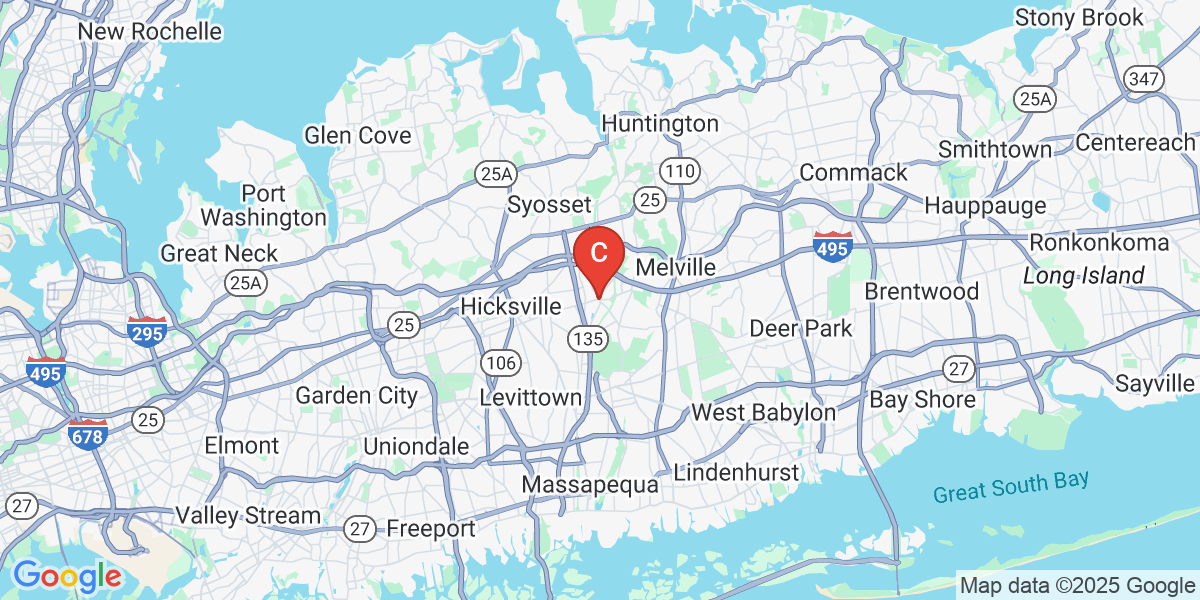 Stony Brook
New Rochelle
347
25A
Huntington
Glen Cove
Centereach
Smithtown
110
Commack
25A
Port
Washington
25
Syosset
Hauppauge
Ronkonkoma
495
Great Neck
C
Melville
Long Island
25A
Brentwood
Hicksville
25
295
Deer Park
135
106
495
27
Sayville
Garden City
Levittown
Bay Shore
West Babylon
25
678
Elmont
Uniondale
Lindenhurst
Massapequa
Great South Bay
27
Valley Stream
27
Freeport
Google
Map data ©2025 Google